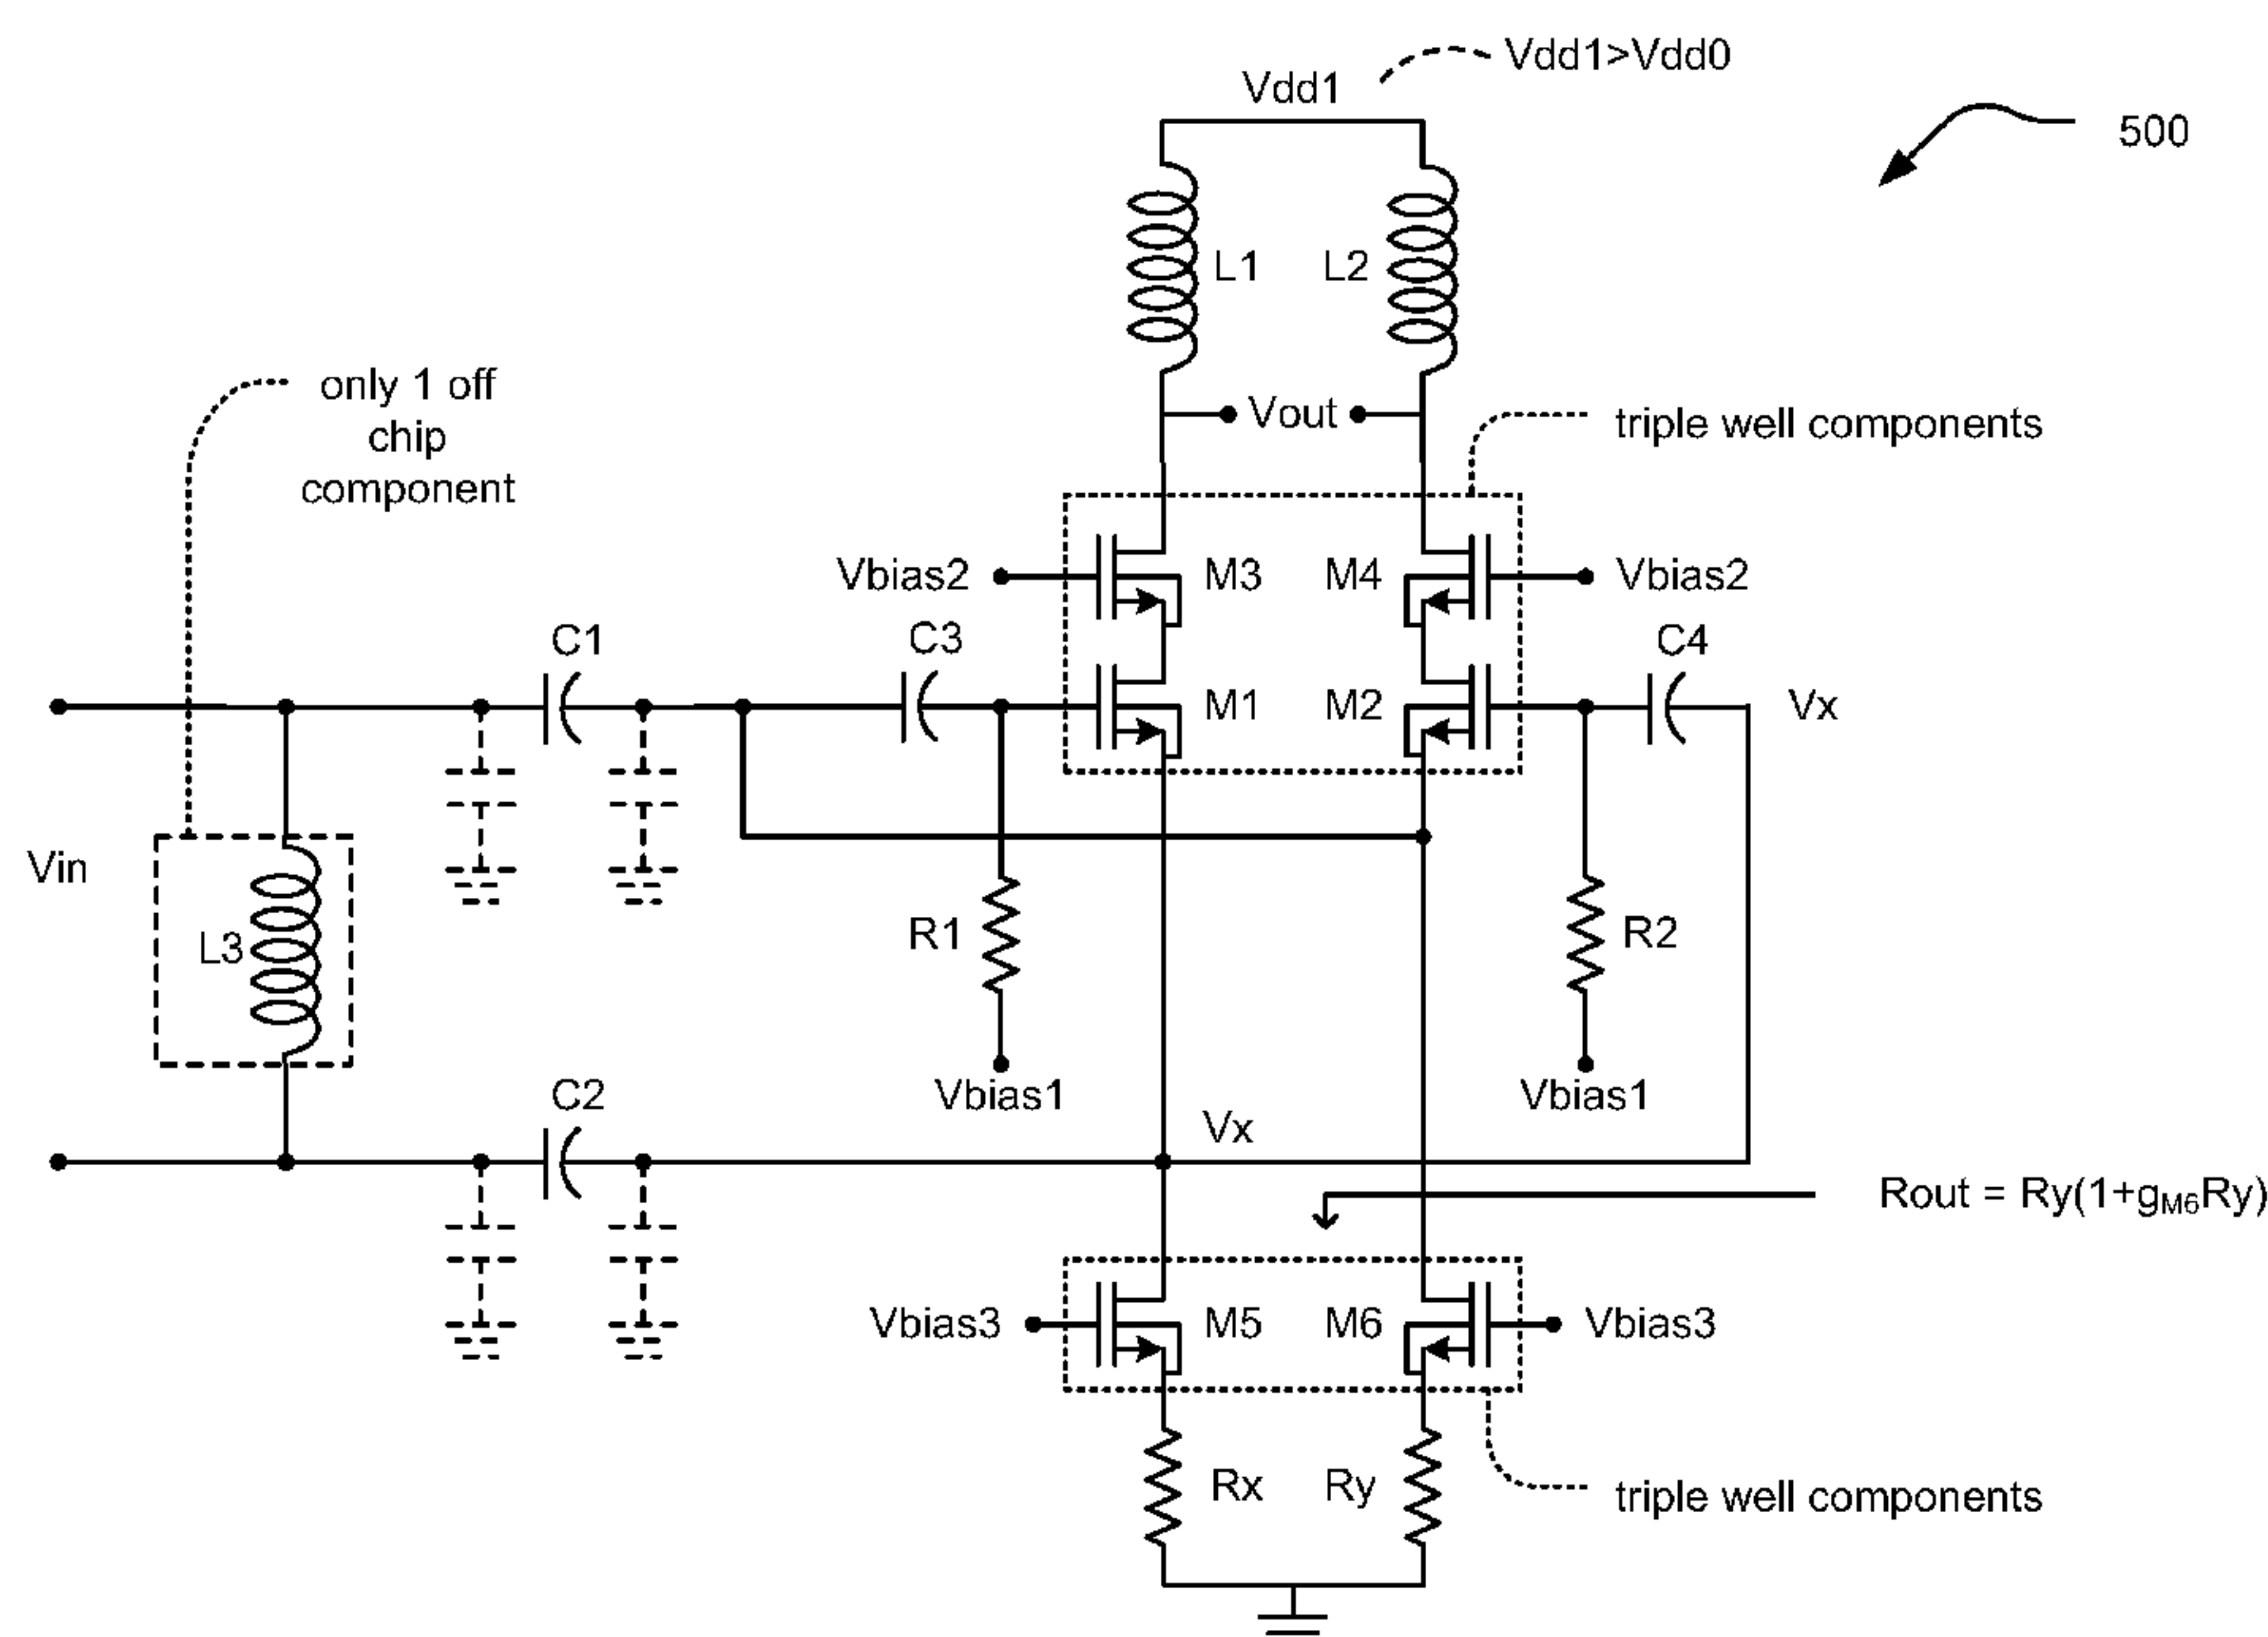 Vdd1>Vdd0
Vdd1
500
L1
L2
only 1 off
chip
component
Vout
triple well components
Vbias2
M3
M4
Vbias2
C1
C3
C4
M1
M2
Vx
Vin
R1
R2
L3
C2
Vbias1
Vbias1
Vx
Rout = Ry(1+gM6Ry)
Vbias3
M5
M6
Vbias3
Rx
Ry
triple well components